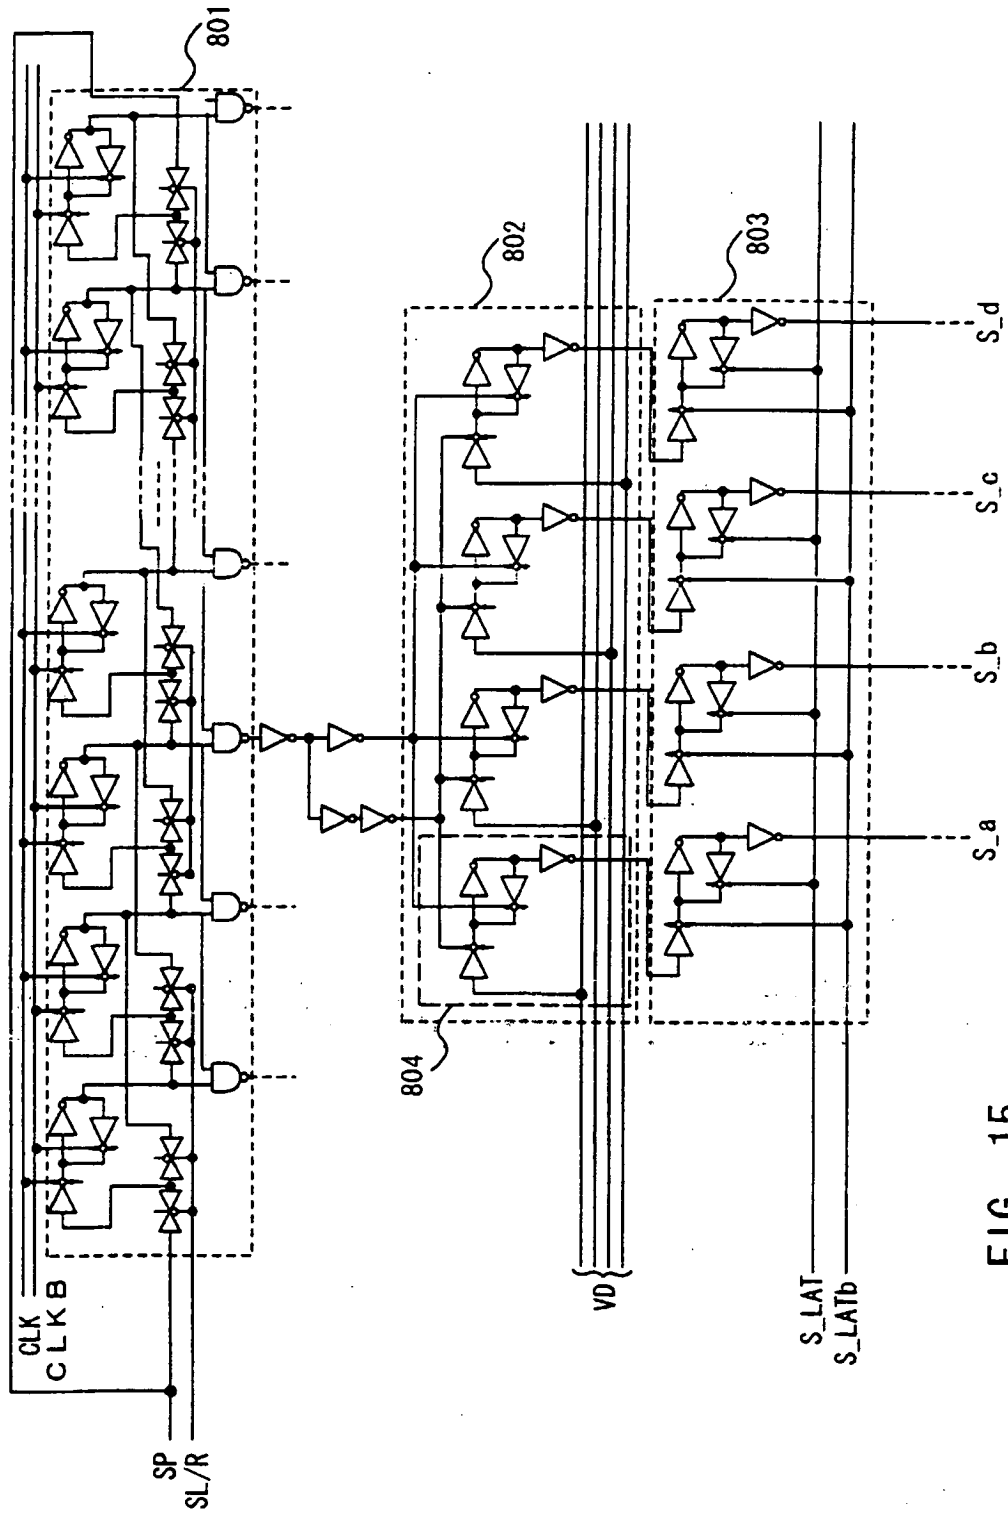 CLK
CLKB
SP
SL/R
801
802
803
804
VD
S_LAT
S_LATb
S_a
S_b
S_c
S_d
FIG. 15